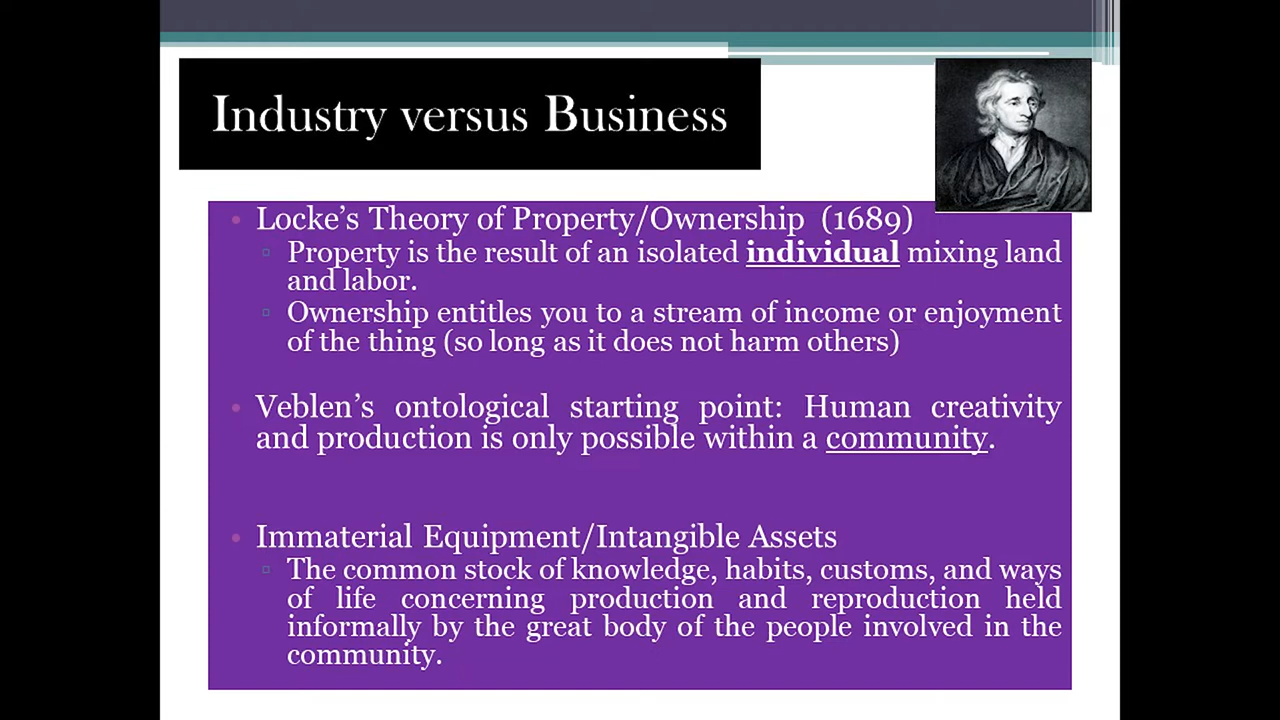 Industry versus Business
• Locke’s Theory of Property/Ownership (1689)
▫ Property is the result of an isolated individual mixing land
and labor.
▫ Ownership entitles you to a stream of income or enjoyment
of the thing (so long as it does not harm others)
• Veblen’s ontological starting point: Human creativity
and production is only possible within a community.
• Immaterial Equipment/Intangible Assets
▫ The common stock of knowledge, habits, customs, and ways
of life concerning production and reproduction held
informally by the great body of the people involved in the
community.